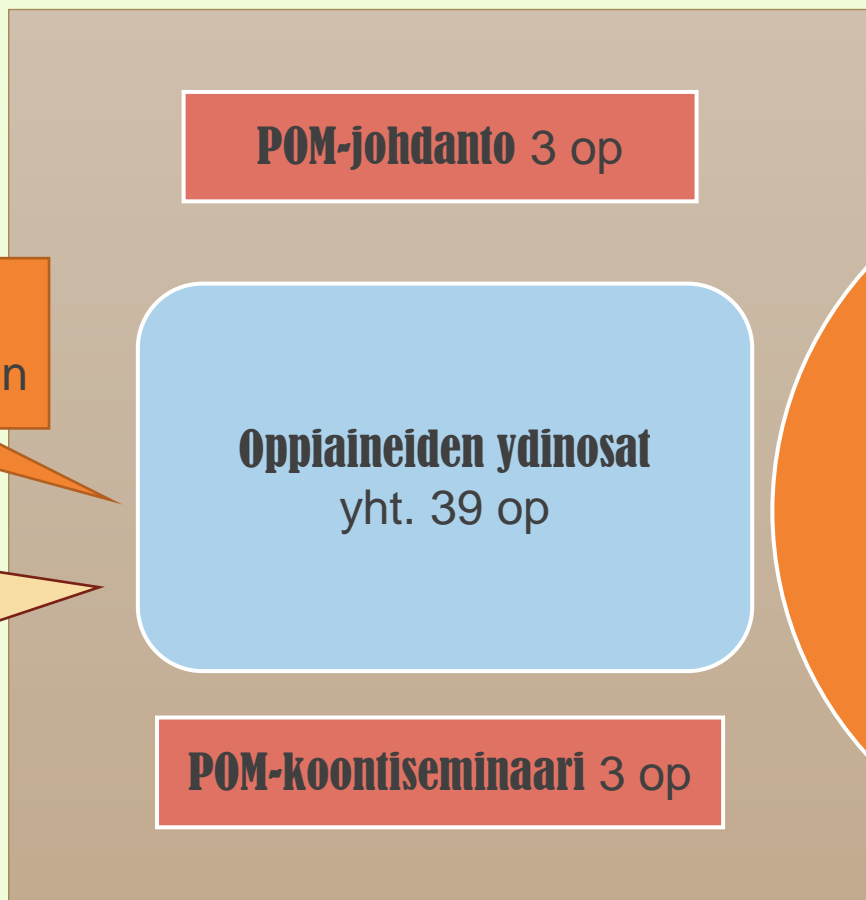 POM-johdanto 3 op
n
Oppiaineiden ydinosat
yht. 39 op
POM-koontiseminaari 3 op